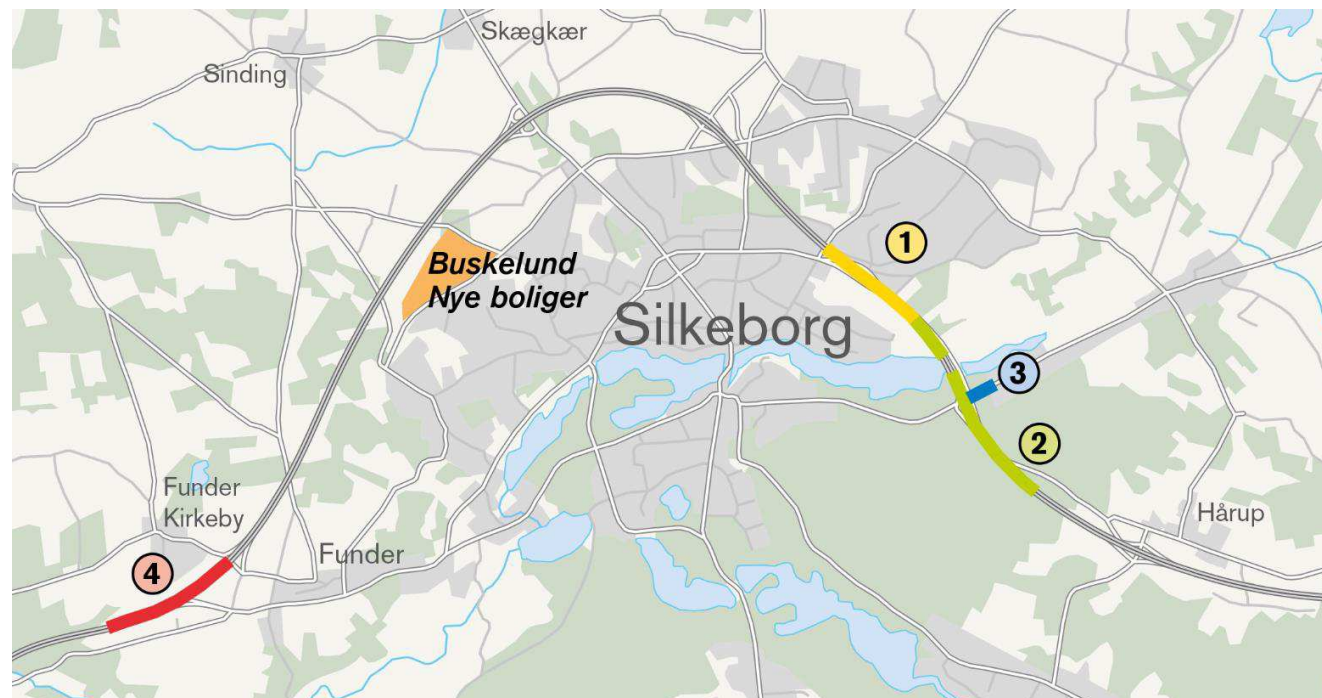 Skægkær
Sinding
1
Buskelund
Nye boliger
Silkeborg
3
2
Funder
Kirkeby
Hårup
Funder
4